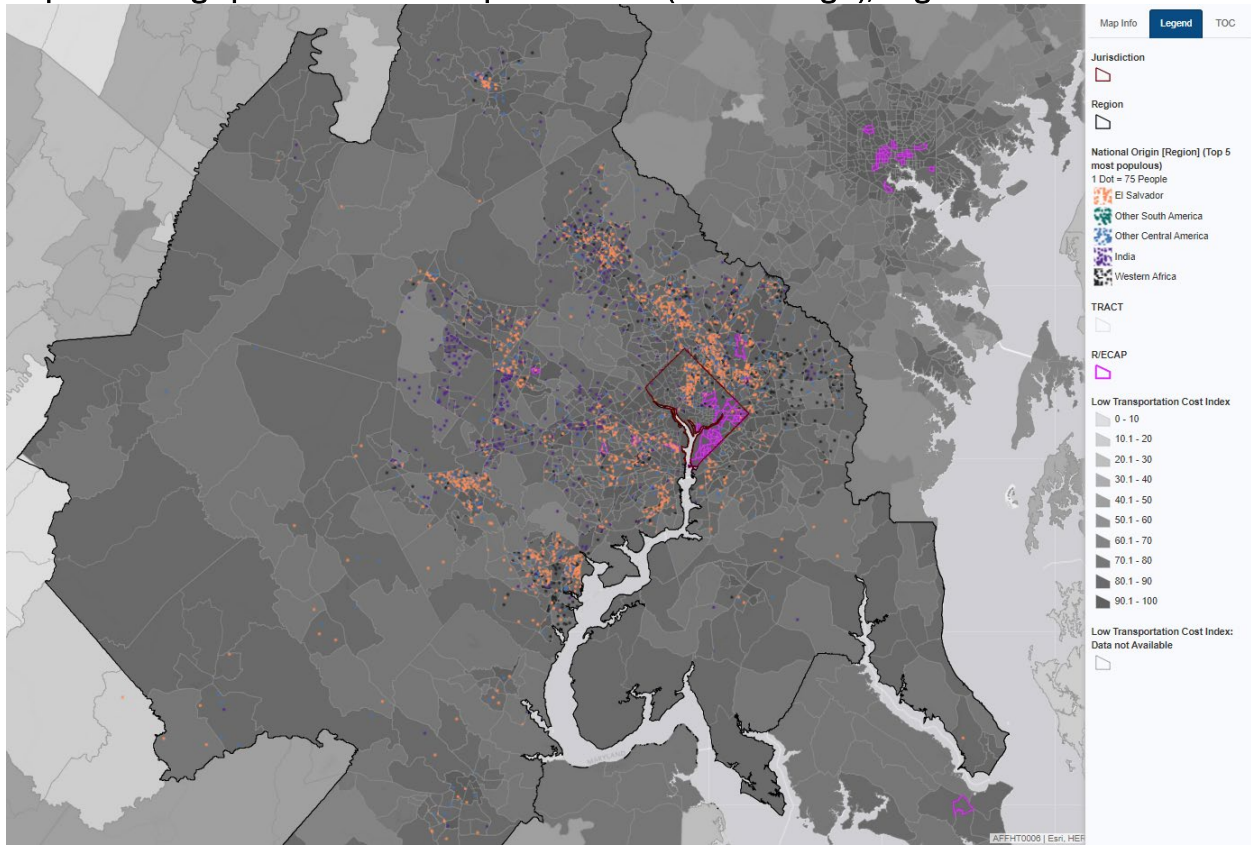 Map Info
Legend
TOC
Jurisdiction
Region
National Origin [Region] (Top 5
most populous)
1 Dot = 75 People
El Salvador
Other South America
Other Central America
India
Western Africa
TRACT
R/ECAP
Low Transportation Cost Index
0 - 10
10.1 - 20
20.1 - 30
30.1 - 40
40.1 - 50
50.1 - 60
60.1 - 70
70.1 - 80
80.1 - 90
90.1 - 100
Low Transportation Cost Index:
Data not Available
MARYLAND
AFFHT0006 | Esri, HER